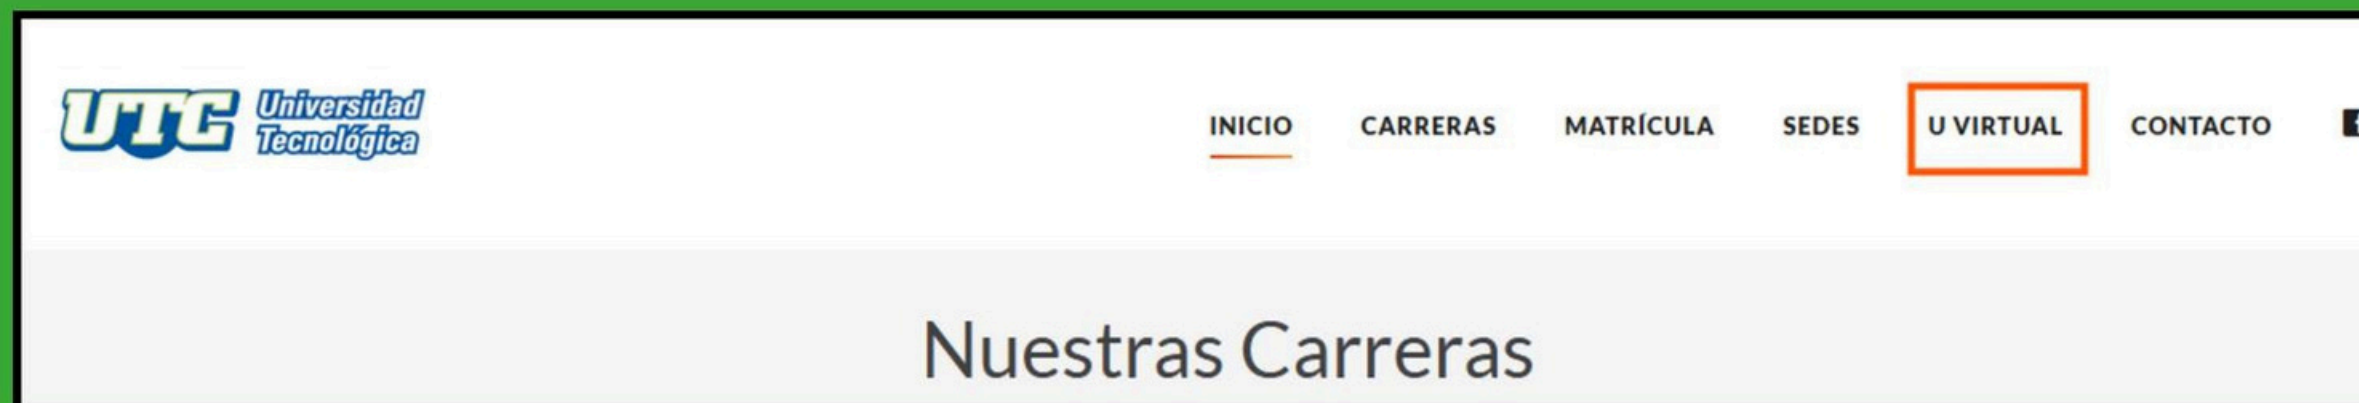 UTC Universidad
Tecnológica
INICIO CARRERAS MATRÍCULA SEDES U VIRTUAL CONTACTO
Nuestras Carreras